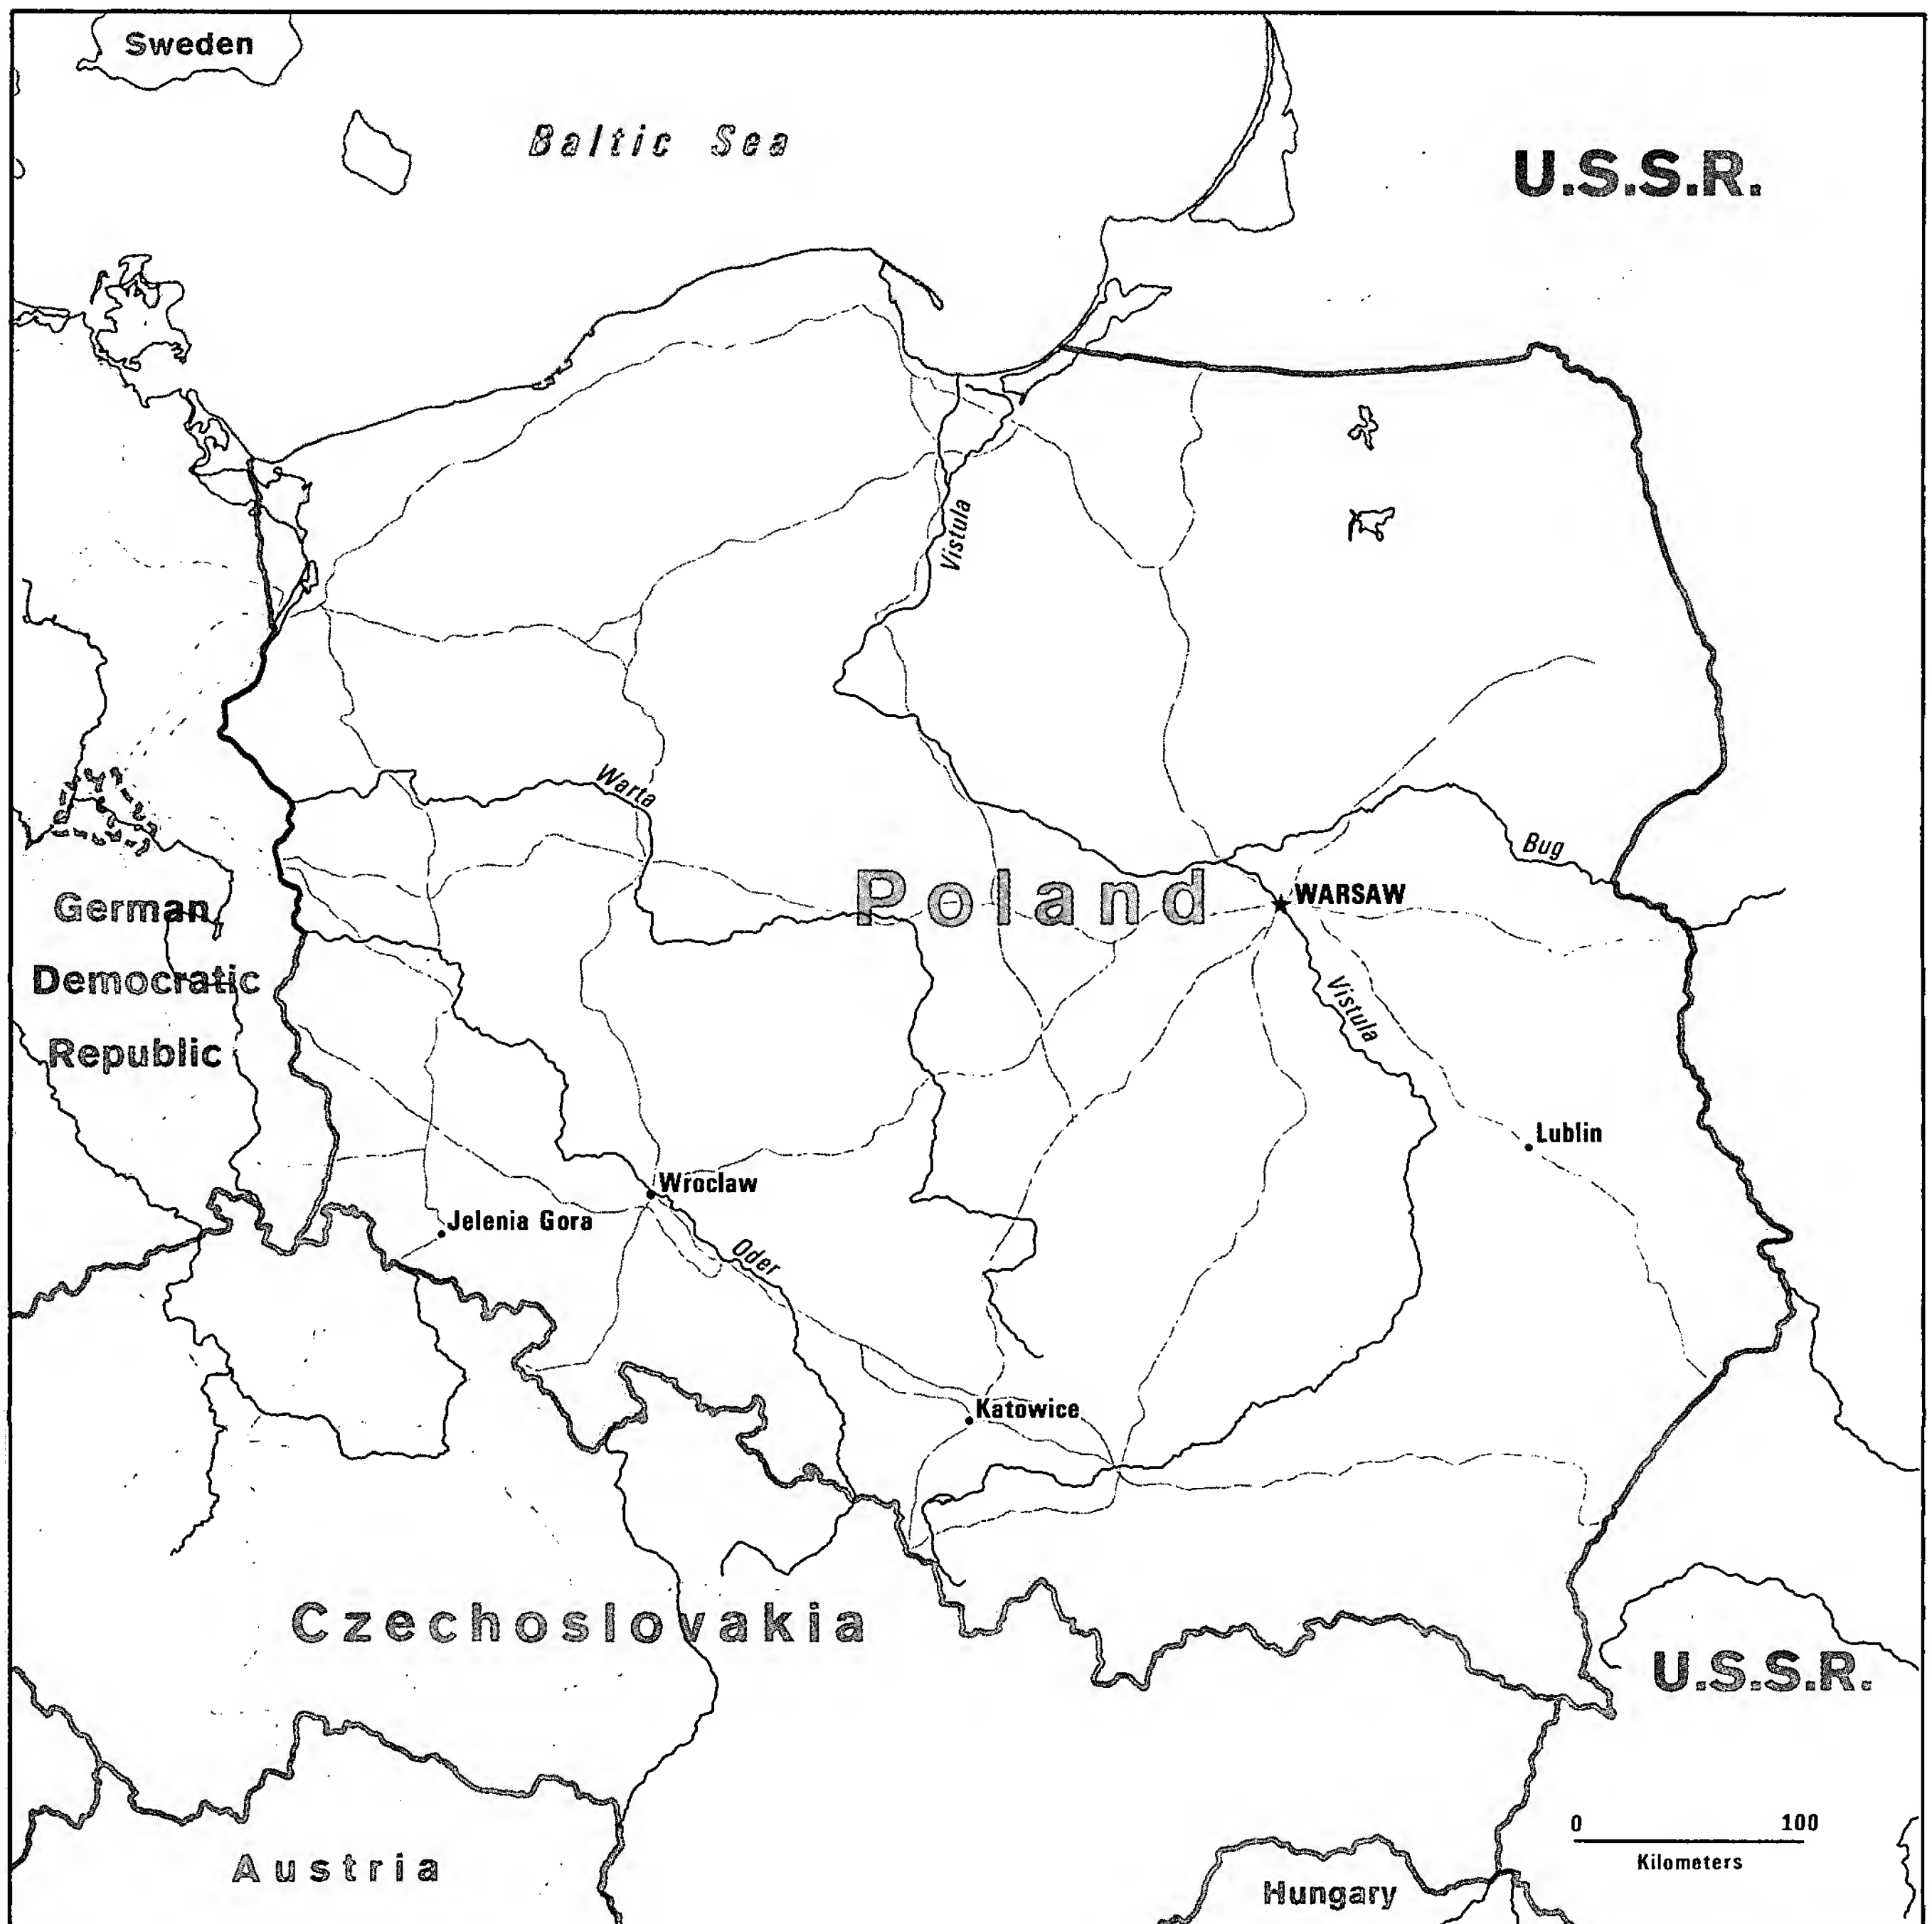 Sweden
Baltic Sea
U.S.S.R.
Vistula
Warta
Poland
Bug
WARSAW
German
Democratic
Republic
Vistula
Lublin
Wroclaw
Jelenia Gora
Oder
Katowice
Czechoslovakia
U.S.S.R.
Austria
Hungary
0 100
Kilometers